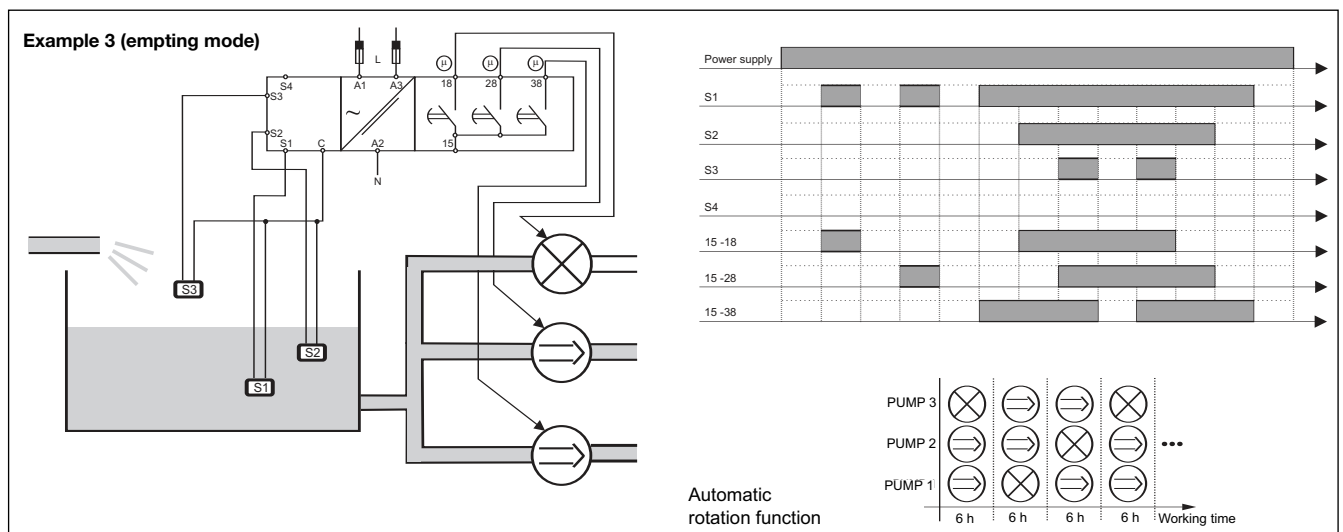 Example 3 (empting mode)
L
µ µ µ
S4 A1 A3 18 28 38
S3
~
S2
S1 C A2 15
N
S3
S2
S1
Power supply
S1
S2
S3
S4
15 -18
15 -28
15 -38
PUMP 3
PUMP 2 •••
PUMP 1
Automatic
rotation function
6 h 6 h 6 h 6 h Working time